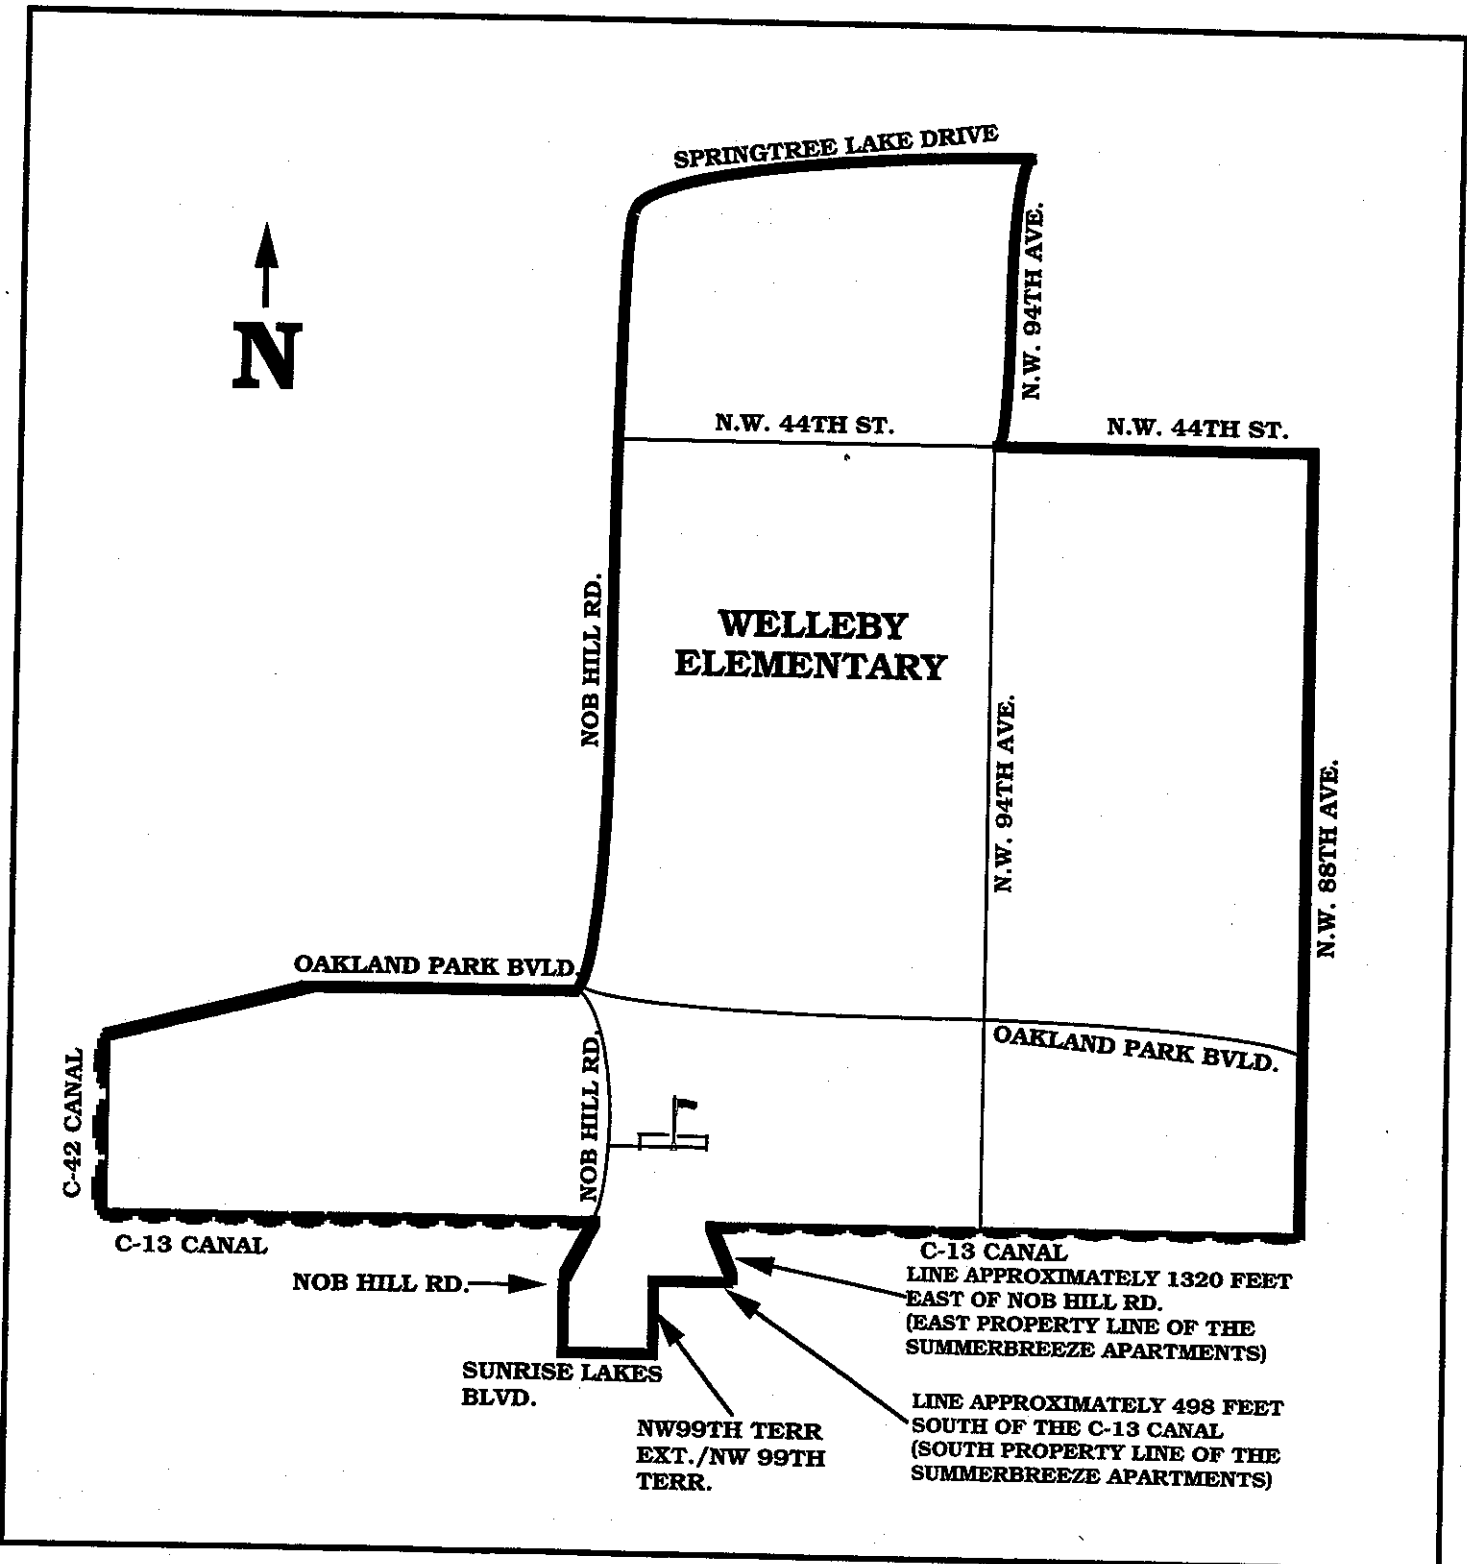 SPRINGTREE LAKE DRIVE
N.W. 94TH AVE.
N
N.W. 44TH ST.
N.W. 44TH ST.
NOB HILL RD.
WELLEBY
ELEMENTARY
N.W. 94TH AVE.
N.W. 88TH AVE.
OAKLAND PARK BVLD.
OAKLAND PARK BVLD.
C-42 CANAL
NOB HILL RD.
C-13 CANAL
C-13 CANAL
NOB HILL RD.
LINE APPROXIMATELY 1320 FEET
EAST OF NOB HILL RD.
(EAST PROPERTY LINE OF THE
SUMMERBREEZE APARTMENTS)
SUNRISE LAKES
BLVD.
LINE APPROXIMATELY 498 FEET
SOUTH OF THE C-13 CANAL
(SOUTH PROPERTY LINE OF THE
SUMMERBREEZE APARTMENTS)
NW99TH TERR
EXT./NW 99TH
TERR.